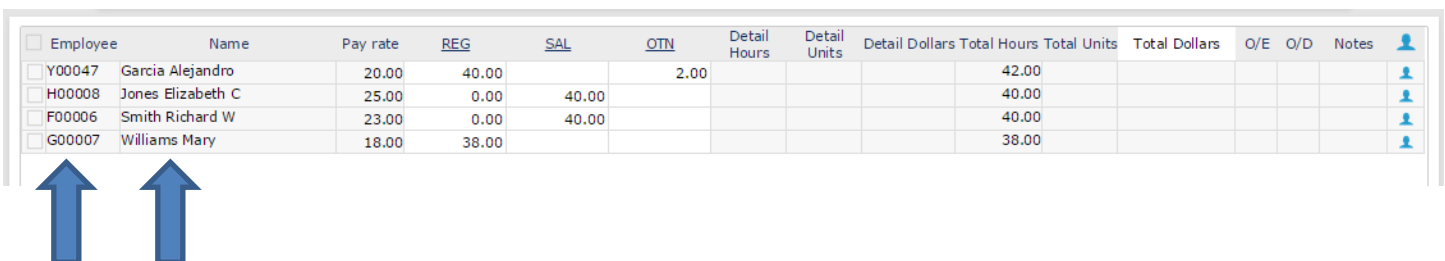 Employee Name Pay rate REG SAL OTN Detail Hours Detail Units Detail Dollars Total Hours Total Units Total Dollars O/E O/D Notes
Y00047 Garcia Alejandro 20.00 40.00 2.00 42.00
H00008 Jones Elizabeth C 25.00 0.00 40.00 40.00
F00006 Smith Richard W 23.00 0.00 40.00 40.00
G00007 Williams Mary 18.00 38.00 38.00